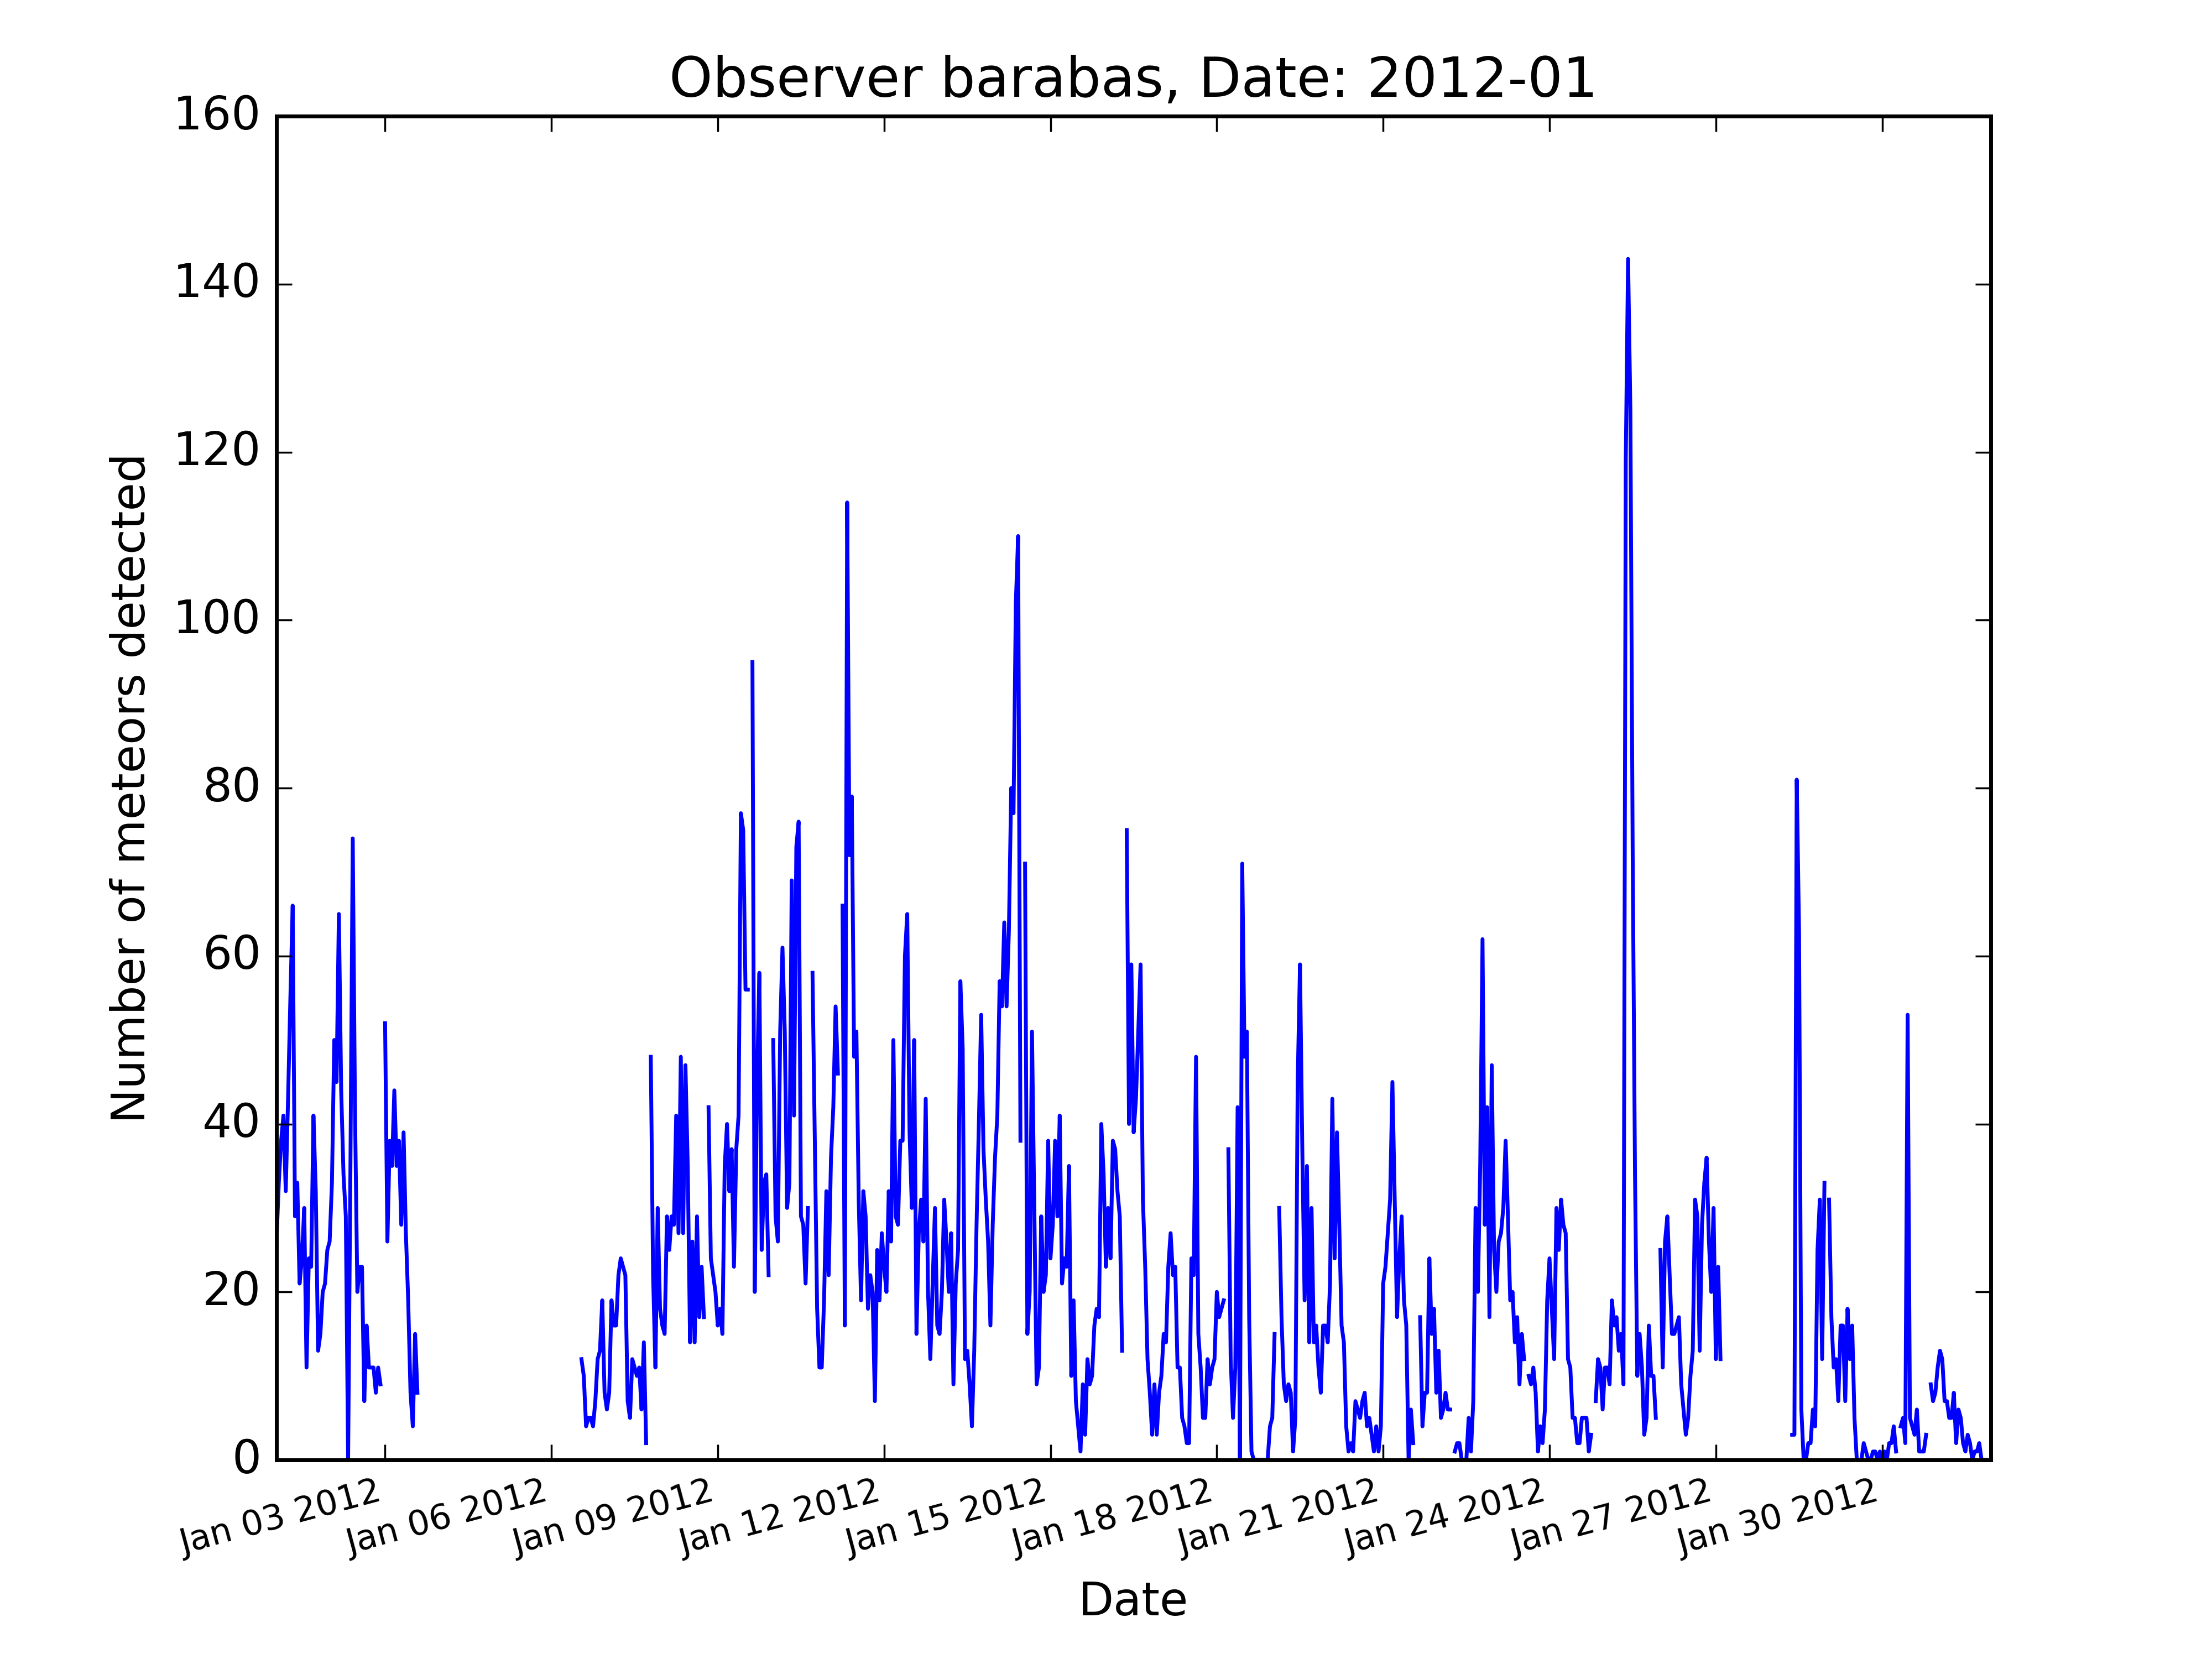 Observer barabas, Date: 2012-01
160
140
120
100
80
60
40
20
0
Number of meteors detected
Jan 03 2012
Jan 06 2012
Jan 09 2012
Jan 12 2012
Jan 15 2012
Jan 18 2012
Jan 21 2012
Jan 24 2012
Jan 27 2012
Jan 30 2012
Date